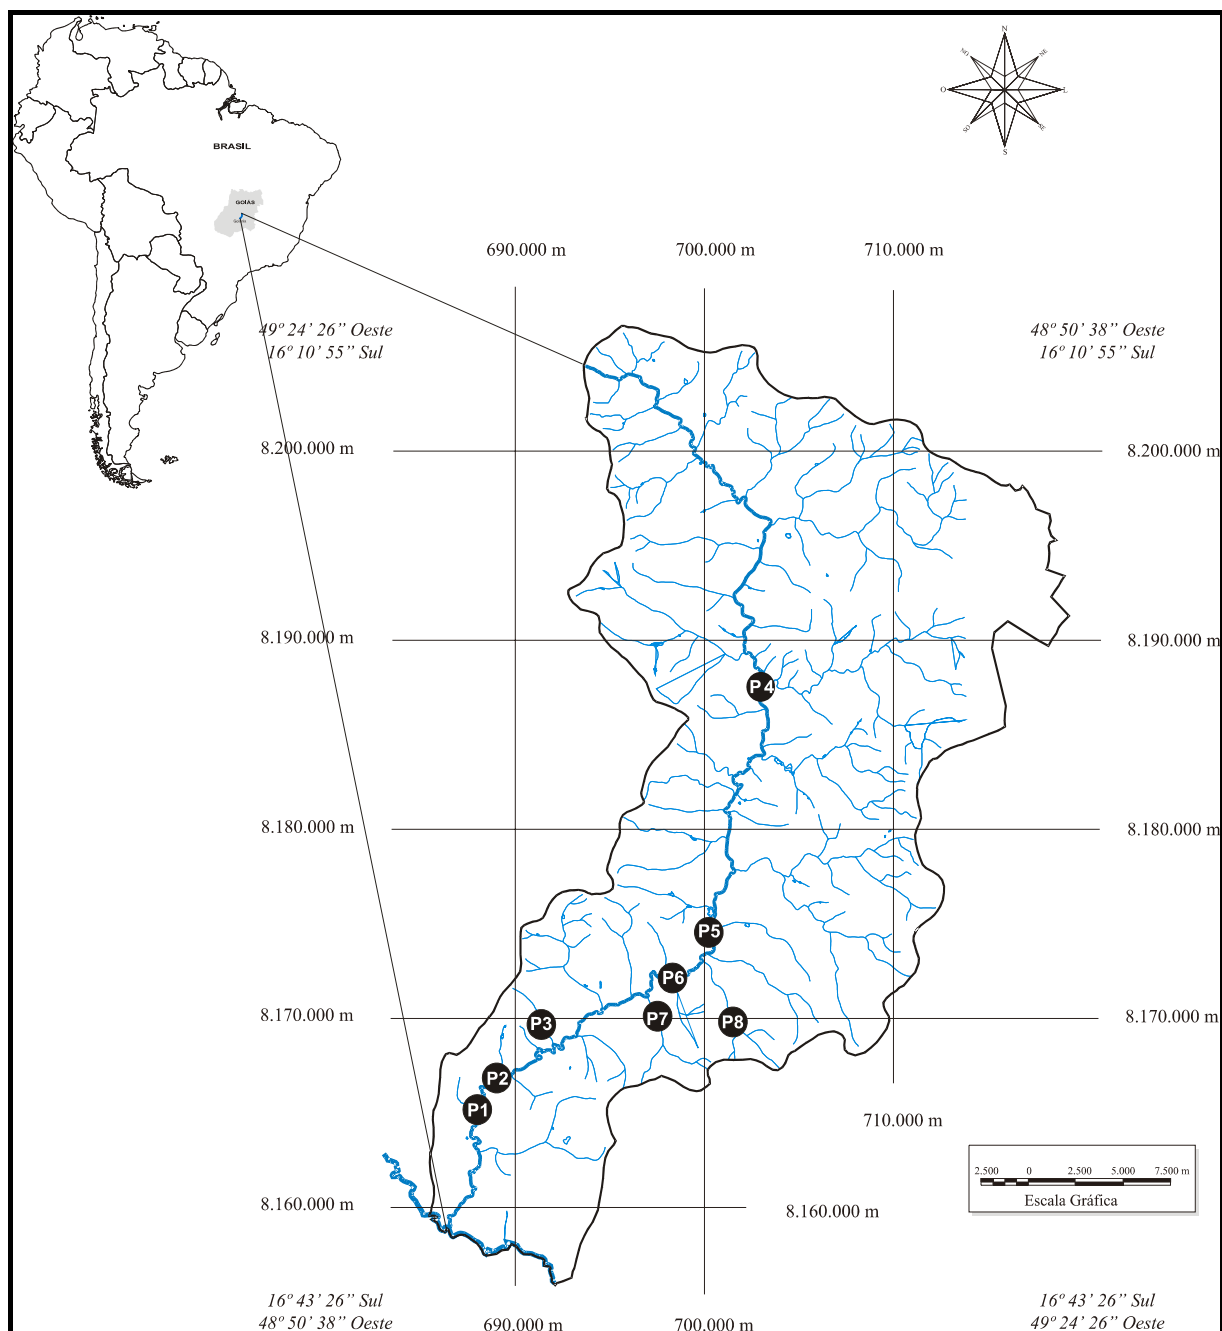 N
NO
NE
O
L
SO
SE
S
BRASIL
GOIÁS
690.000 m
700.000 m
710.000 m
49º 24’ 26” Oeste
16º 10’ 55” Sul
48º 50’ 38” Oeste
16º 10’ 55” Sul
8.200.000 m
8.200.000 m
8.190.000 m
8.190.000 m
P4
8.180.000 m
8.180.000 m
P5
P6
8.170.000 m
P3
P7
P8
8.170.000 m
P2
P1
710.000 m
2.500
0
2.500
5.000
7.500 m
Escala Gráfica
8.160.000 m
8.160.000 m
16º 43’ 26” Sul
48º 50’ 38” Oeste
690.000 m
700.000 m
16º 43’ 26” Sul
49º 24’ 26” Oeste